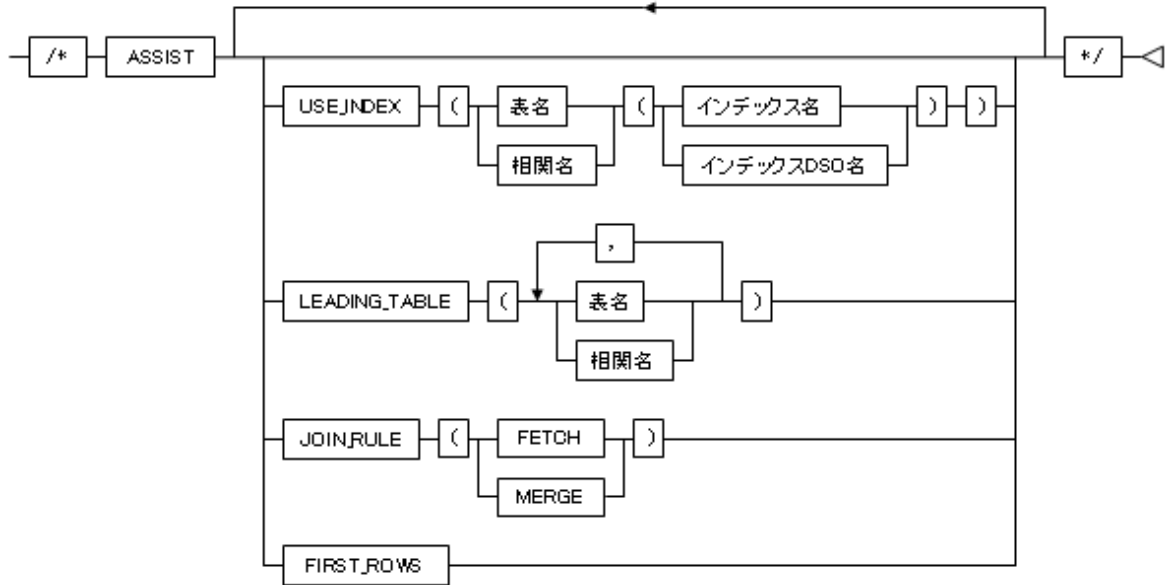 /* ASSIST */
USE_INDEX ( 表名 ( インデックス名 ) )
相関名 インデックスDSO名
,
LEADING_TABLE ( 表名 )
相関名
JOIN_RULE ( FETCH )
MERGE
FIRST_ROWS